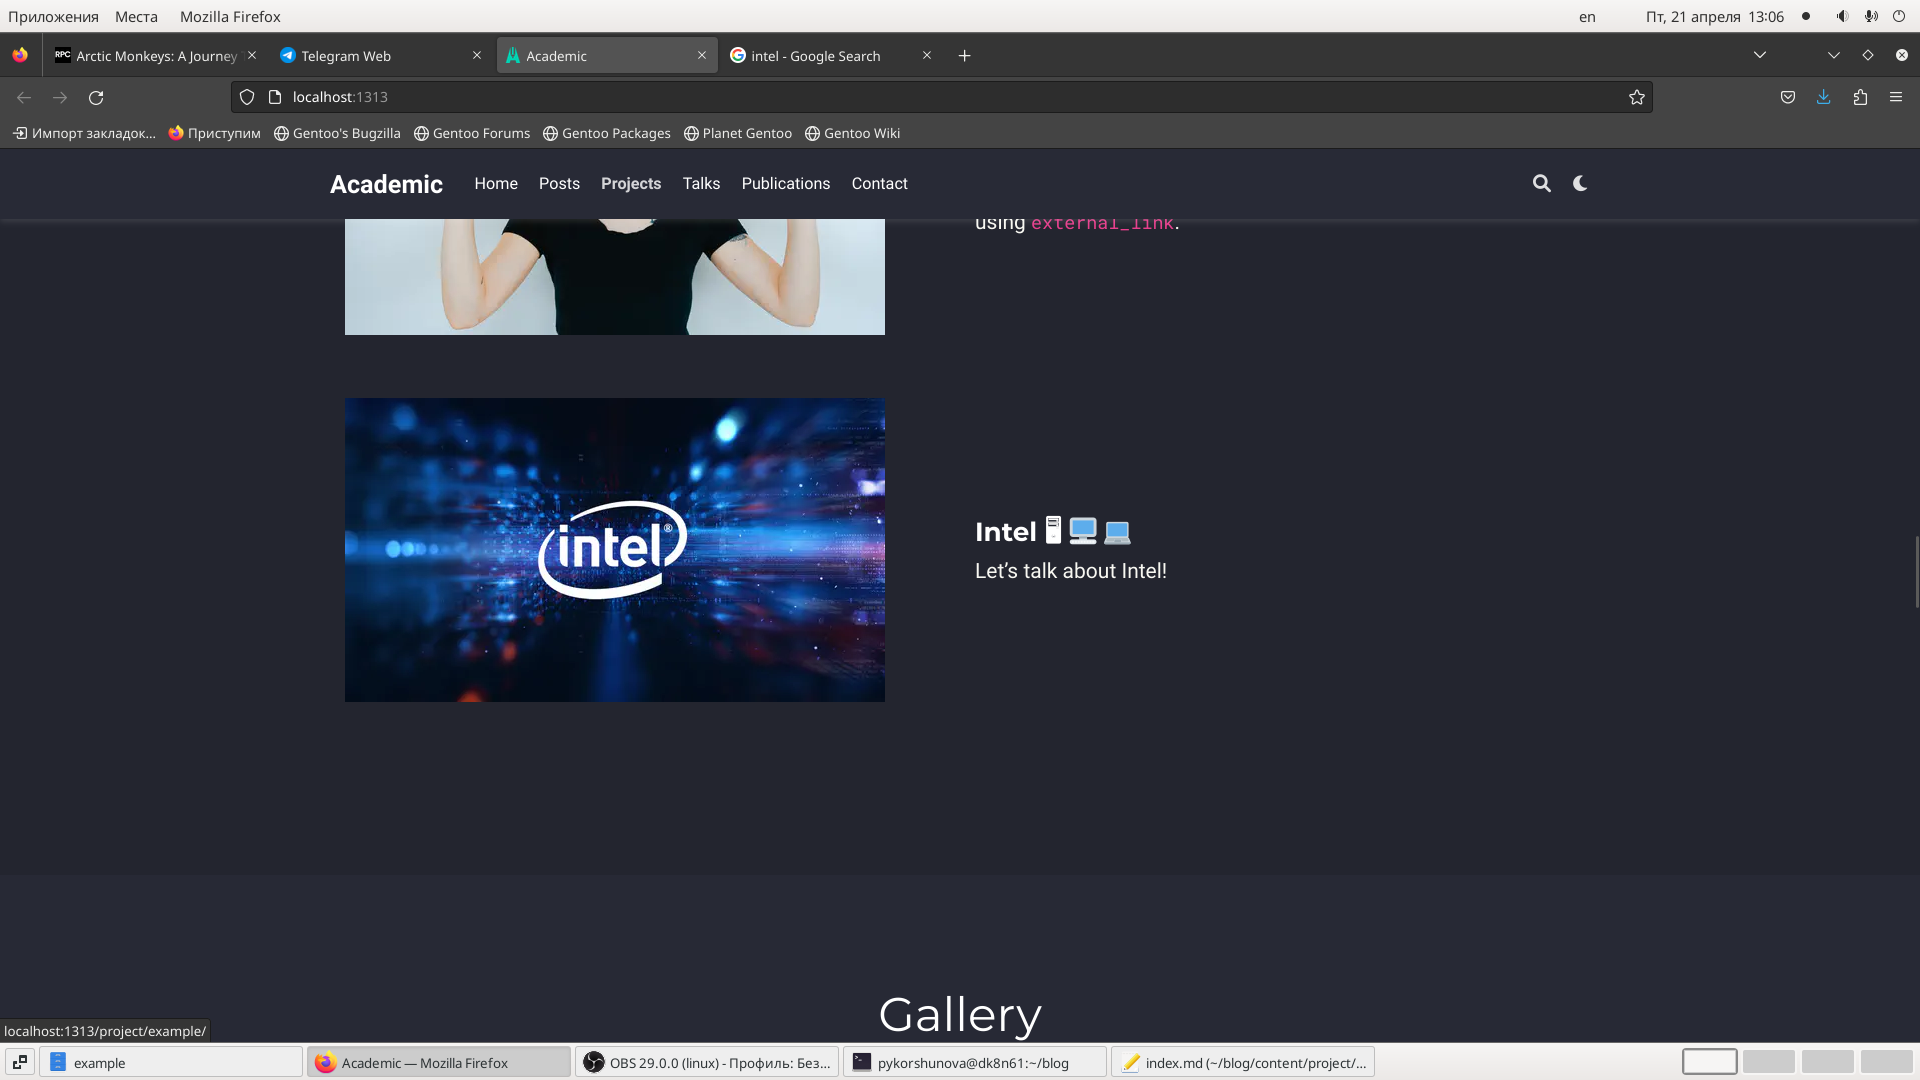 Приложения Места Mozilla Firefox en Пт, 21 апреля 13:06
RPC Arctic Monkeys: A Journey Telegram Web Academic intel - Google Search
localhost:1313
Импорт закладок... Приступим Gentoo's Bugzilla Gentoo Forums Gentoo Packages Planet Gentoo Gentoo Wiki
Academic Home Posts Projects Talks Publications Contact
using external_link.
intel®
Intel
Let's talk about Intel!
Gallery
localhost:1313/project/example/
example Academic — Mozilla Firefox OBS 29.0.0 (linux) - Профиль: Без... pykorshunova@dk8n61:~/blog index.md (~/blog/content/project/...